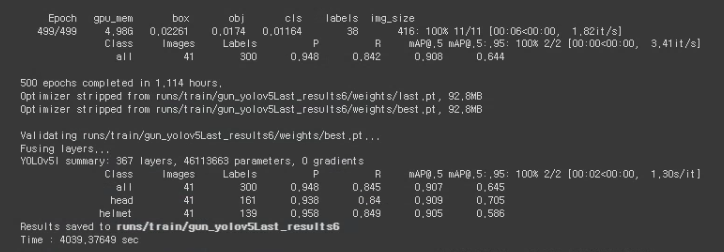 Epoch gpu_mem box obj cls labels img_size
499/499 4.98G 0.02261 0.0174 0.01164 38 416: 100% 11/11 [00:06<00:00, 1.82it/s]
Class Images Labels P R mAP@.5 mAP@.5:.95: 100% 2/2 [00:00<00:00, 3.41it/s]
all 41 300 0.948 0.842 0.908 0.644
500 epochs completed in 1.114 hours.
Optimizer stripped from runs/train/gun_yolov5Last_results6/weights/last.pt, 92.8MB
Optimizer stripped from runs/train/gun_yolov5Last_results6/weights/best.pt, 92.8MB
Validating runs/train/gun_yolov5Last_results6/weights/best.pt...
Fusing layers...
YOLOv5l summary: 367 layers, 46113663 parameters, 0 gradients
Class Images Labels P R mAP@.5 mAP@.5:.95: 100% 2/2 [00:02<00:00, 1.30s/it]
all 41 300 0.948 0.845 0.907 0.645
head 41 161 0.938 0.84 0.909 0.705
helmet 41 139 0.958 0.849 0.905 0.586
Results saved to runs/train/gun_yolov5Last_results6
Time : 4039.37649 sec